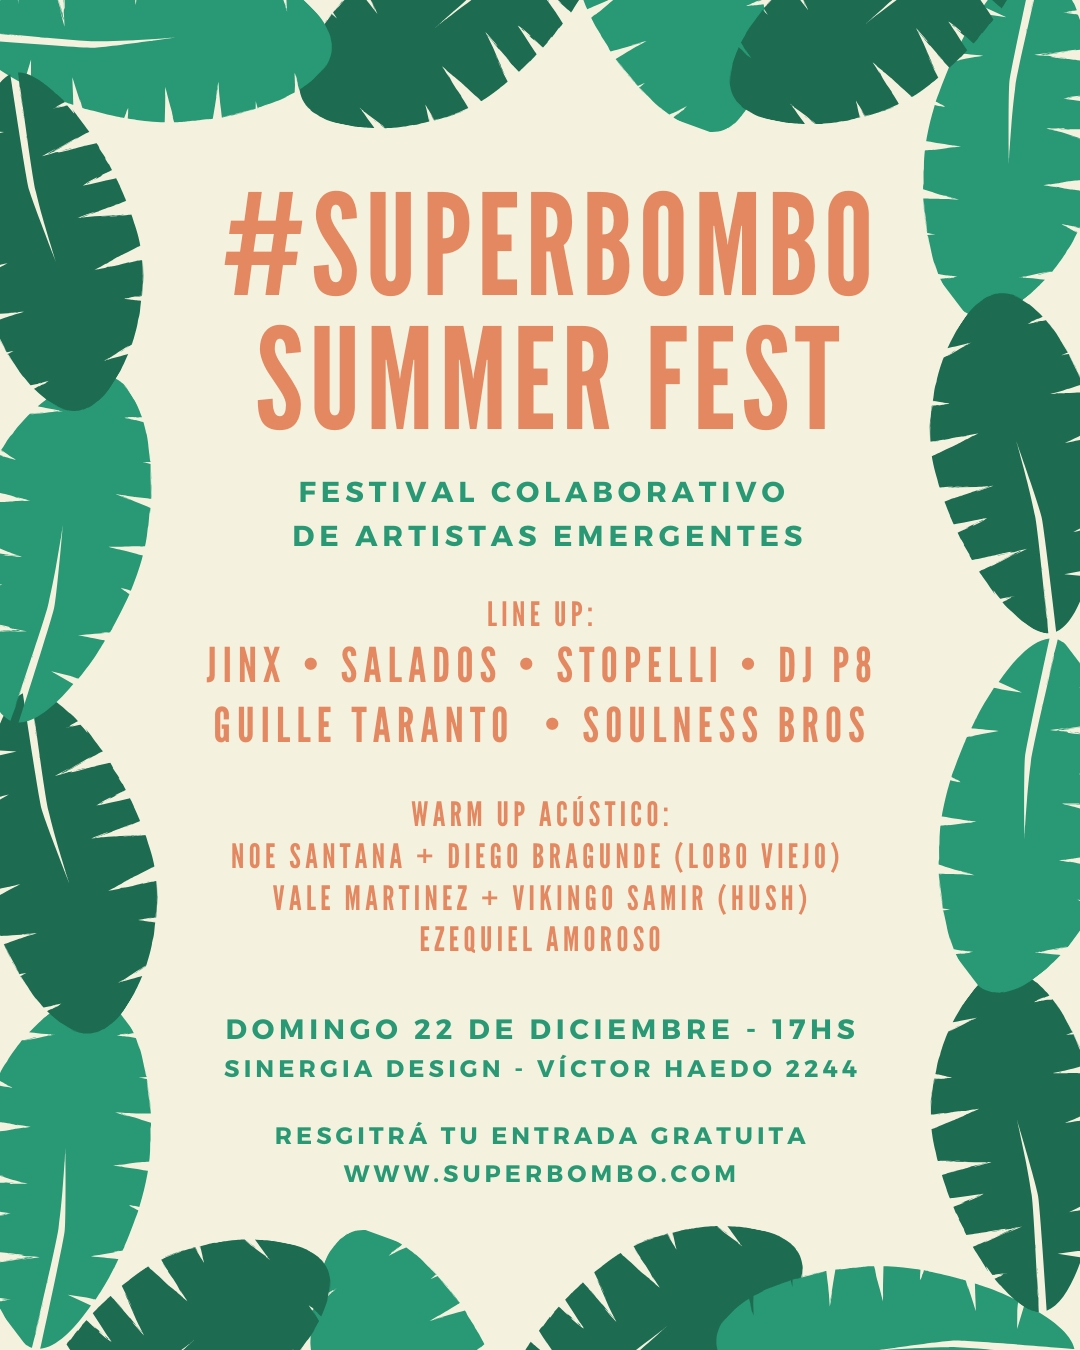 #SUPERBOMBO
SUMMER FEST
FESTIVAL COLABORATIVO
DE ARTISTAS EMERGENTES
LINE UP:
JINX • SALADOS • STOPELLI • DJ P8
GUILLE TARANTO • SOULNESS BROS
WARM UP ACÚSTICO:
NOE SANTANA + DIEGO BRAGUNDE (LOBO VIEJO)
VALE MARTINEZ + VIKINGO SAMIR (HUSH)
EZEQUIEL AMOROSO
DOMINGO 22 DE DICIEMBRE - 17HS
SINERGIA DESIGN - VÍCTOR HAEDO 2244
RESGITRÁ TU ENTRADA GRATUITA
WWW.SUPERBOMBO.COM